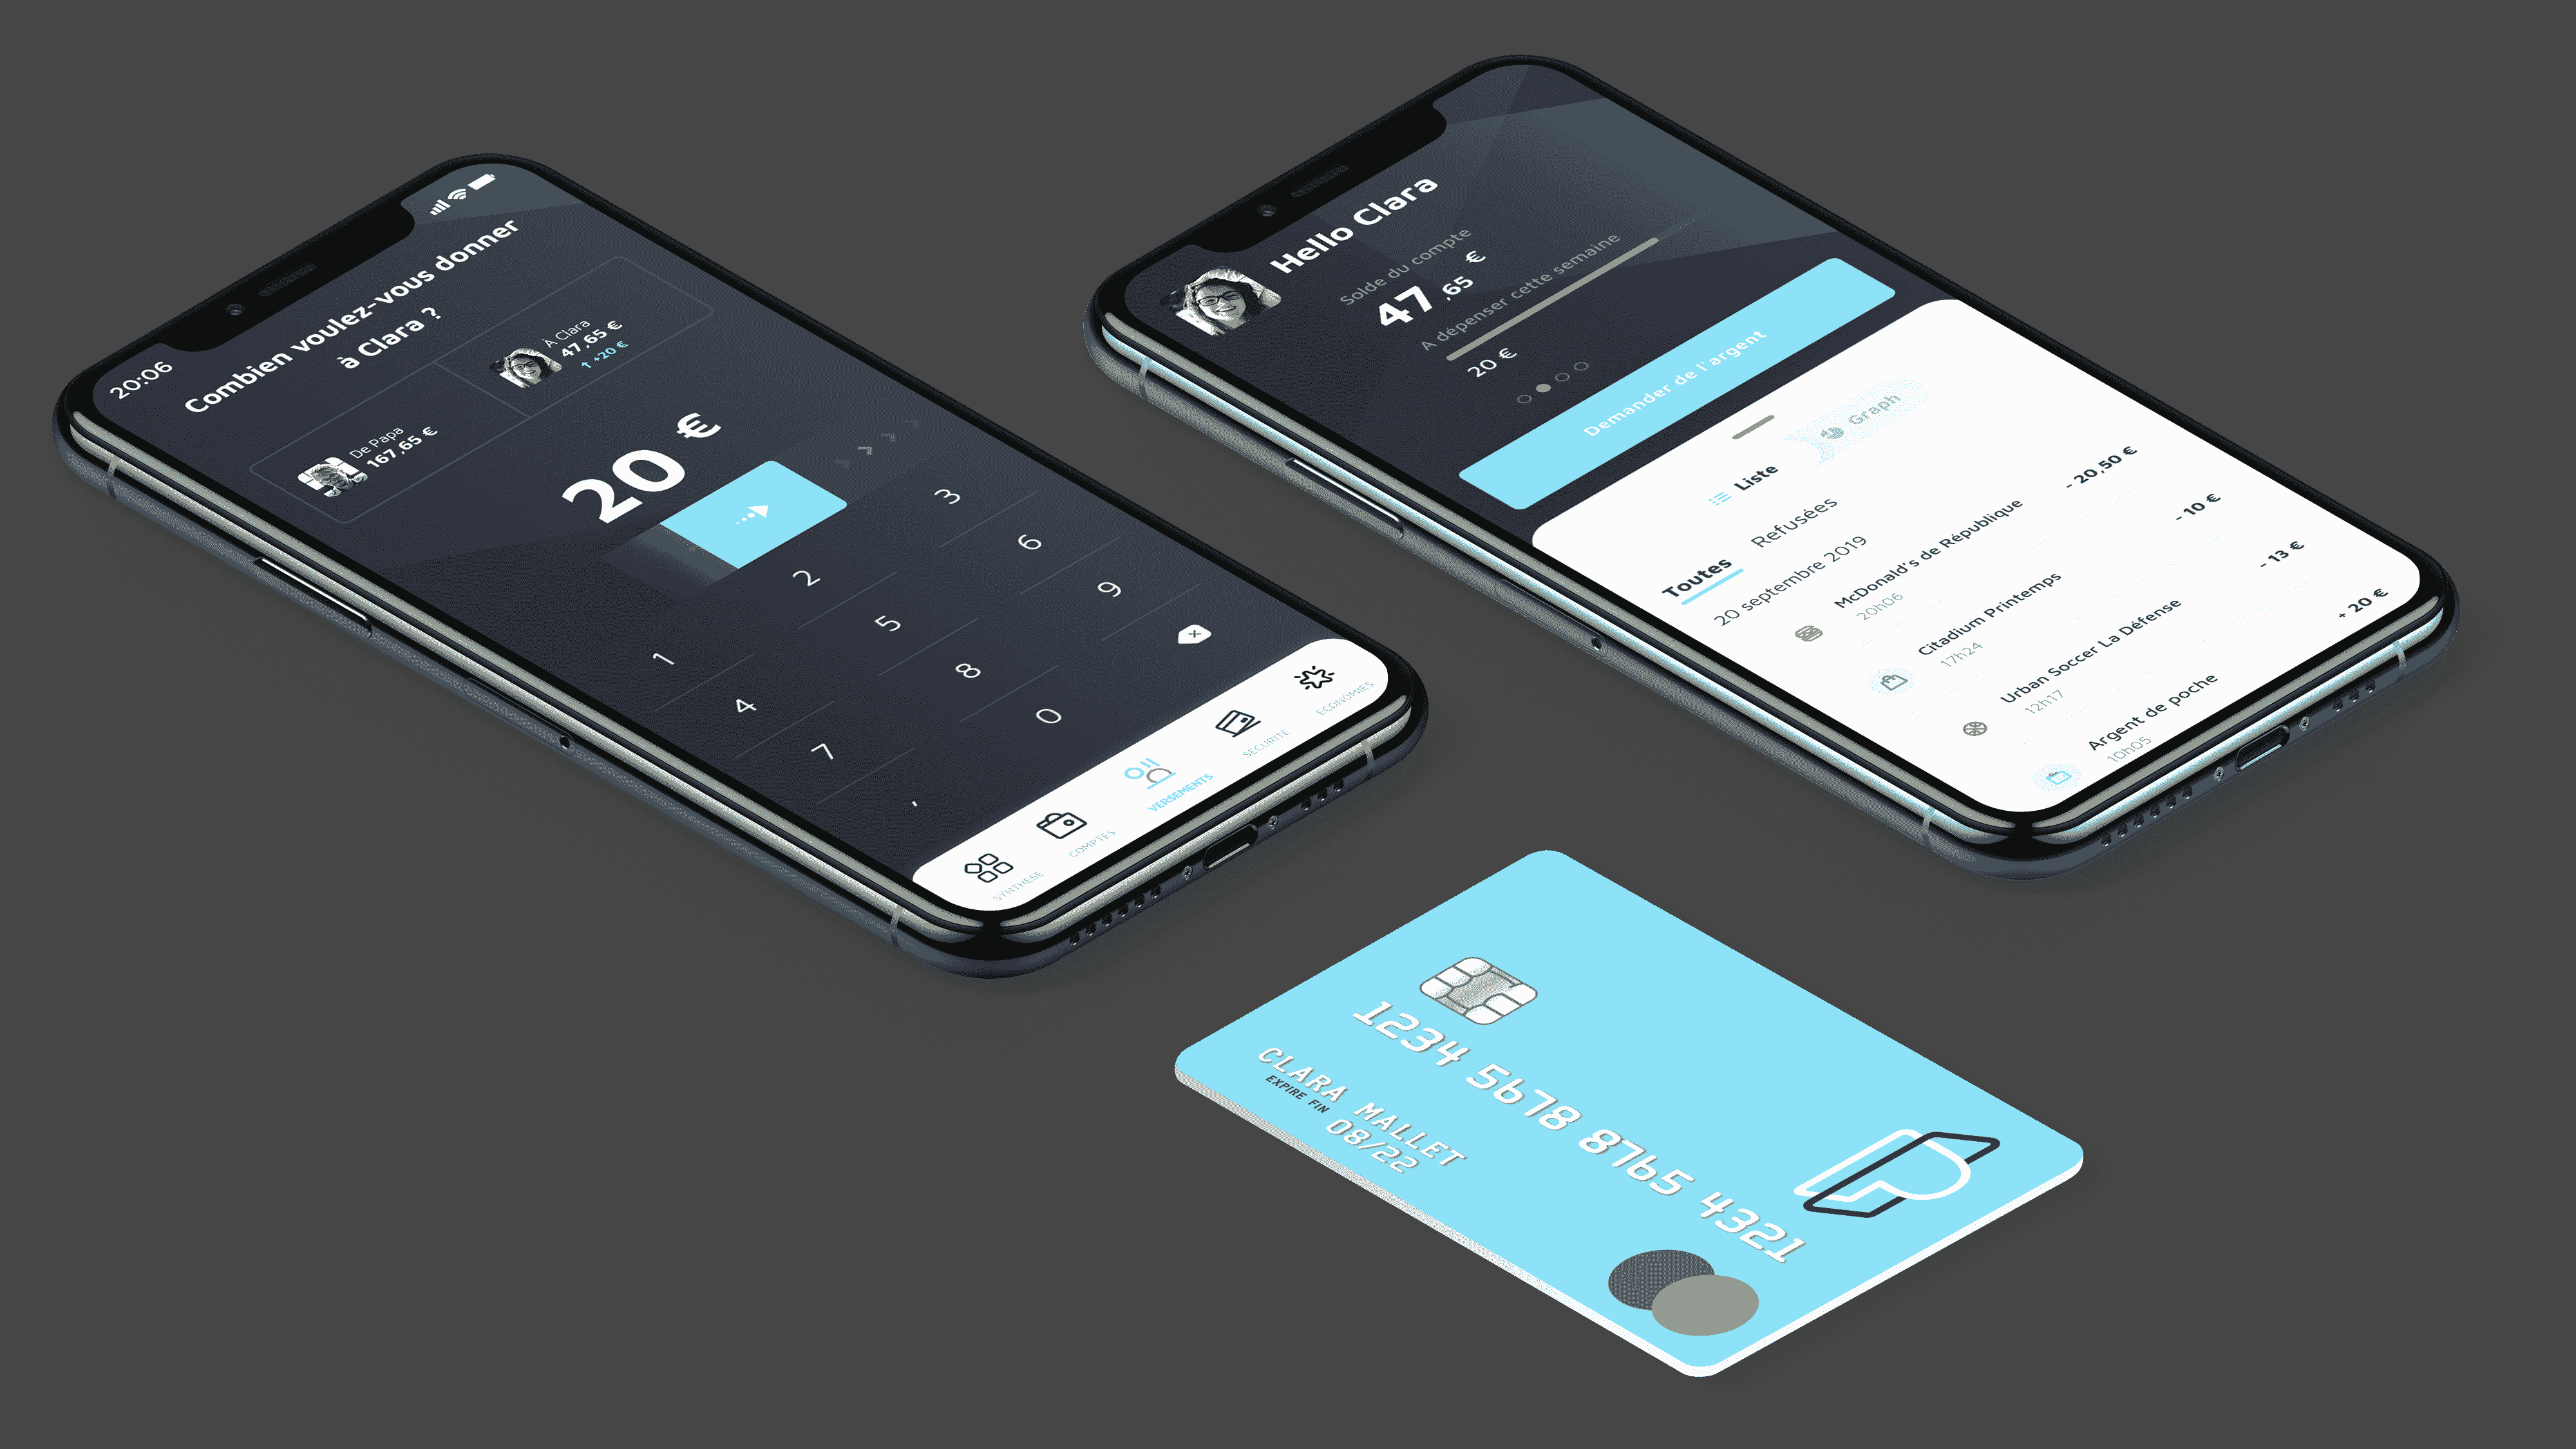 20:06
Combien voulez-vous donner
à Clara ?
De Papa
167,65 €
À Clara
47,65 €
+20 €
20 €
1 2 3
4 5 6
7 8 9
, 0
SYNTHESE
COMPTES
VERSEMENTS
SECURITE
ECONOMIES
Hello Clara
Solde du compte
47 ,65 €
A dépenser cette semaine
20 €
Demander de l'argent
Liste
Graph
Toutes
Refusées
20 septembre 2019
McDonald's de République
- 20,50 €
20h06
Citadium Printemps
- 10 €
17h24
Urban Soccer La Défense
- 13 €
12h17
Argent de poche
+ 20 €
10h05
1234 5678 8765 4321
CLARA MALLET
EXPIRE FIN
08/22